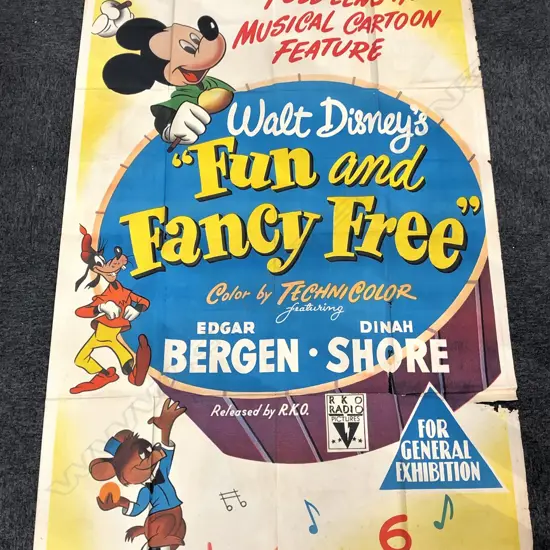 MUSICAL CARTOON
FEATURE
Walt Disney's
"Fun and
Fancy Free"
Color by TECHNICOLOR
featuring
EDGAR
BERGEN · DINAH
SHORE
Released by R.K.O.
RKO
RADIO
PICTURES
FOR
GENERAL
EXHIBITION
6